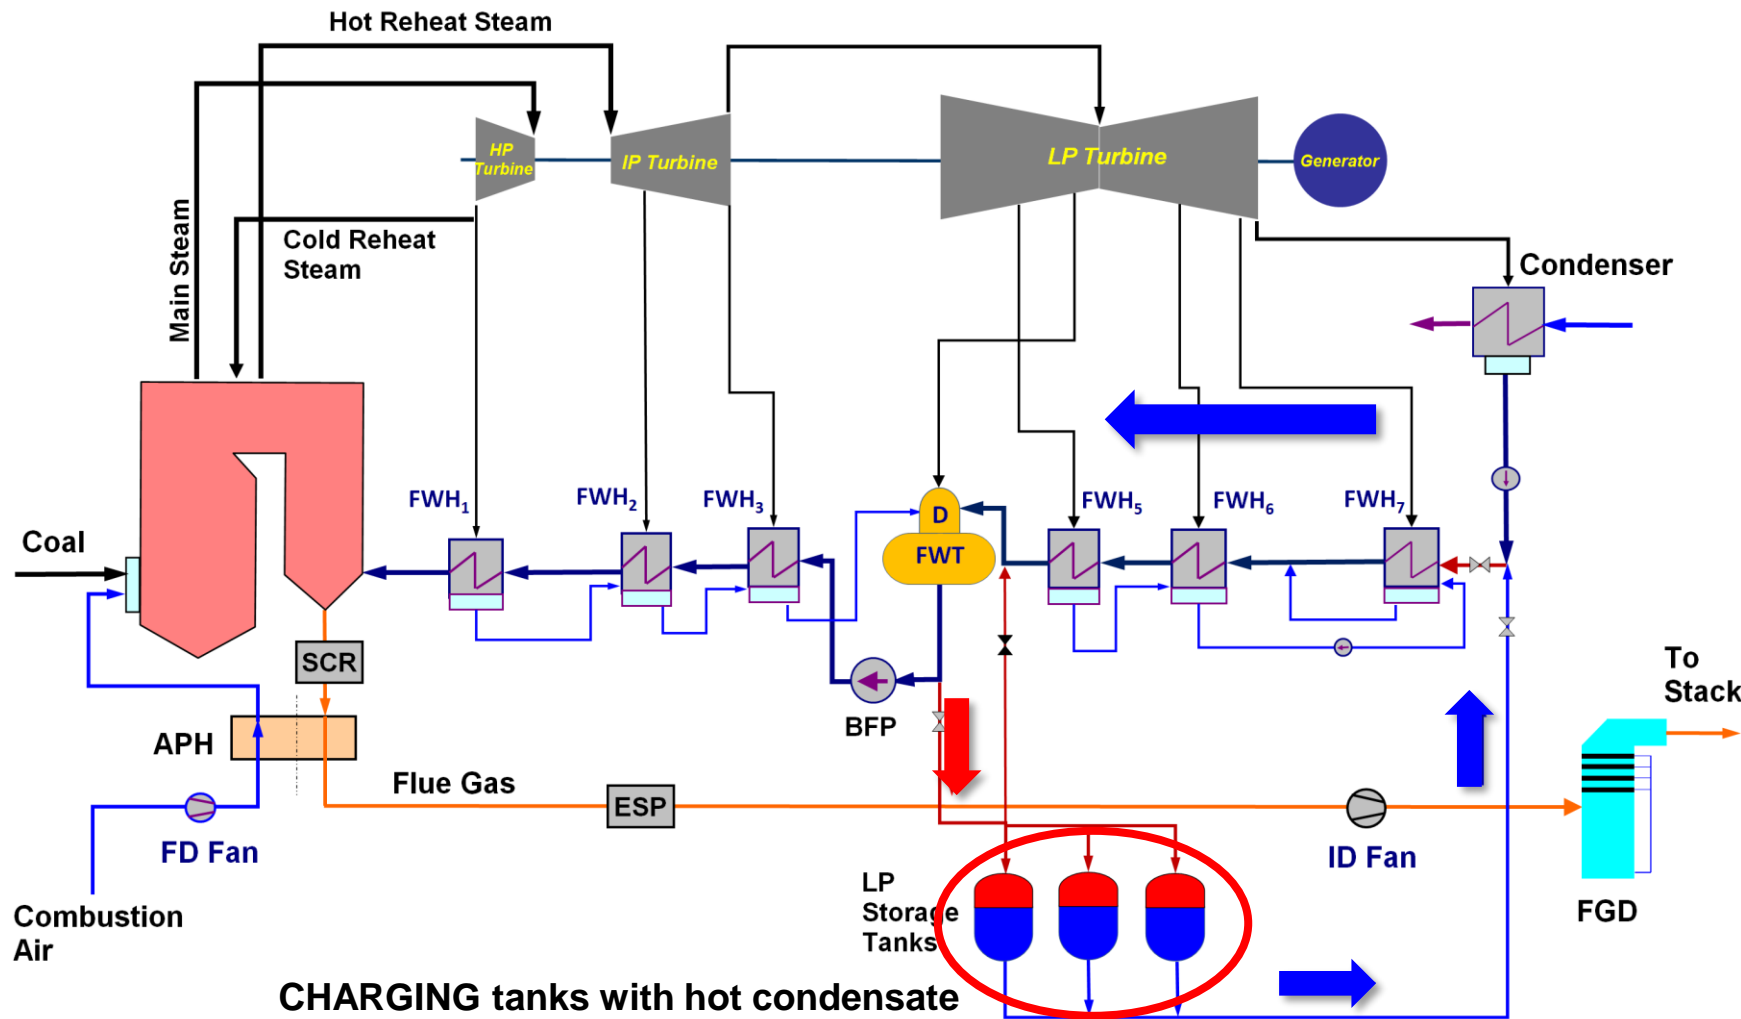 Hot Reheat Steam
HP
Turbine
IP Turbine
LP Turbine
Generator
Main Steam
Cold Reheat
Steam
Condenser
FWH1
FWH2
FWH3
D
FWT
FWH5
FWH6
FWH7
Coal
SCR
BFP
To
Stack
APH
Flue Gas
ESP
FD Fan
ID Fan
LP
Storage
Tanks
FGD
Combustion
Air
CHARGING tanks with hot condensate